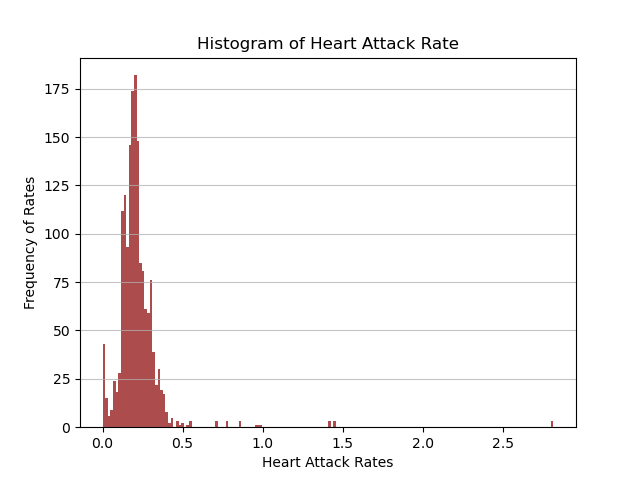 Histogram of Heart Attack Rate
Frequency of Rates
175
150
125
100
75
50
25
0
0.0 0.5 1.0 1.5 2.0 2.5
Heart Attack Rates